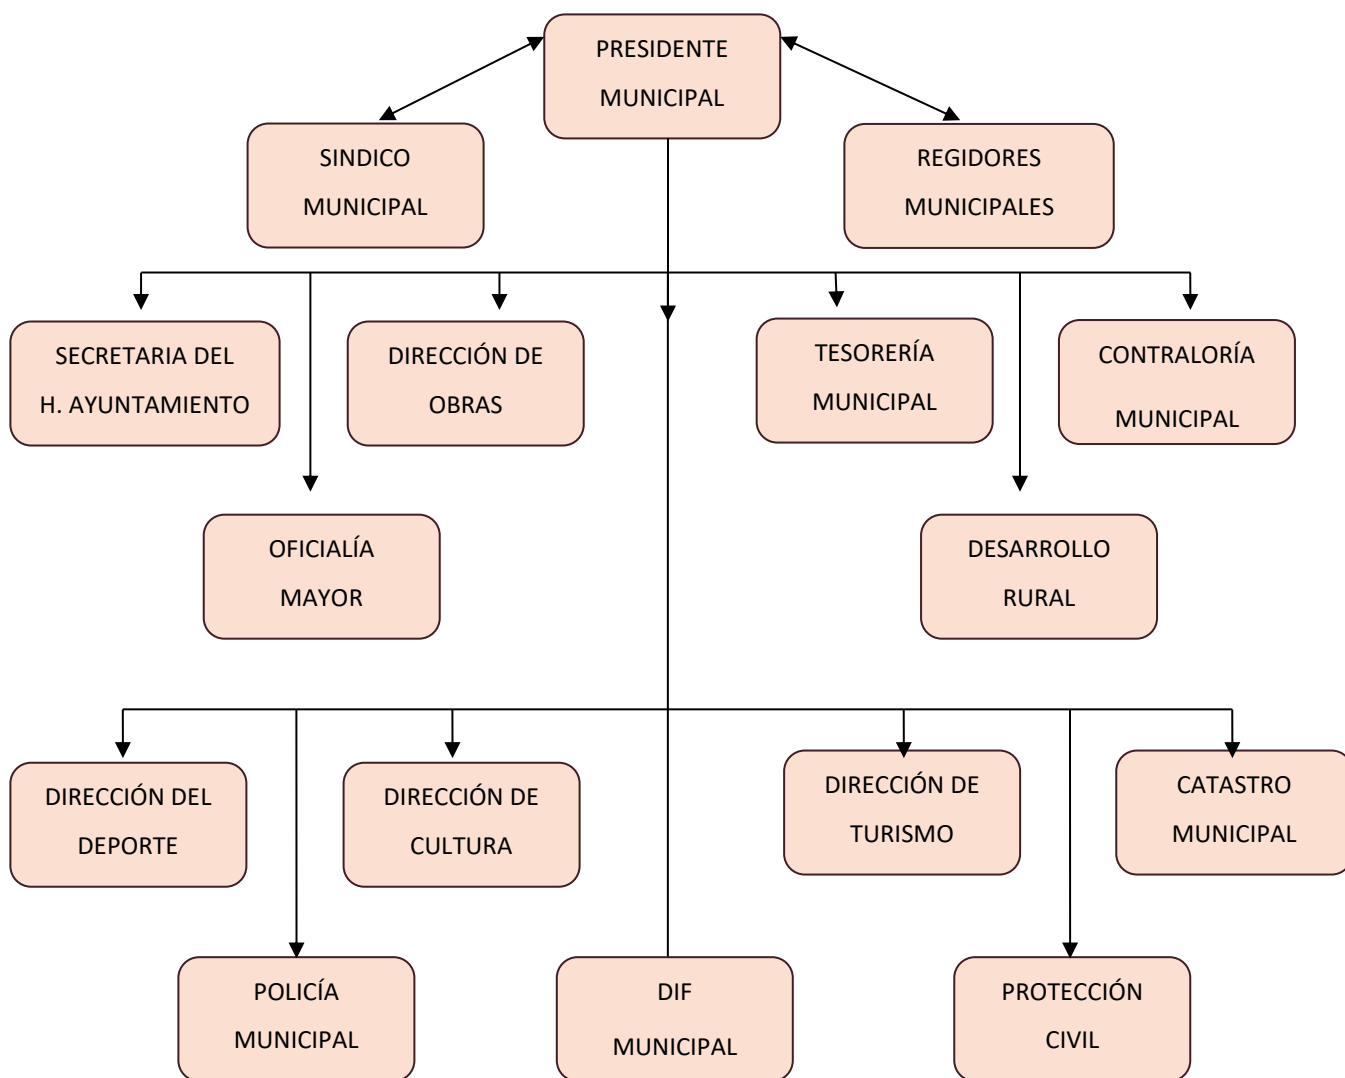 PRESIDENTE
MUNICIPAL
SINDICO
MUNICIPAL
REGIDORES
MUNICIPALES
SECRETARIA DEL
H. AYUNTAMIENTO
DIRECCIÓN DE
OBRAS
TESORERÍA
MUNICIPAL
CONTRALORÍA
MUNICIPAL
OFICIALÍA
MAYOR
DESARROLLO
RURAL
DIRECCIÓN DEL
DEPORTE
DIRECCIÓN DE
CULTURA
DIRECCIÓN DE
TURISMO
CATASTRO
MUNICIPAL
POLICÍA
MUNICIPAL
DIF
MUNICIPAL
PROTECCIÓN
CIVIL